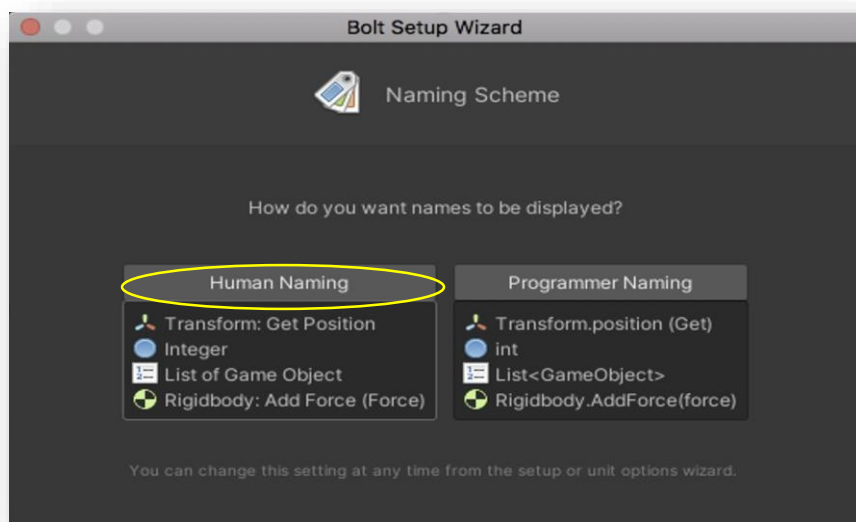 Bolt Setup Wizard
Naming Scheme
How do you want names to be displayed?
Human Naming
Transform: Get Position
Integer
List of Game Object
Rigidbody: Add Force (Force)
Programmer Naming
Transform.position (Get)
int
List<GameObject>
Rigidbody.AddForce(force)
You can change this setting at any time from the setup or unit options wizard.